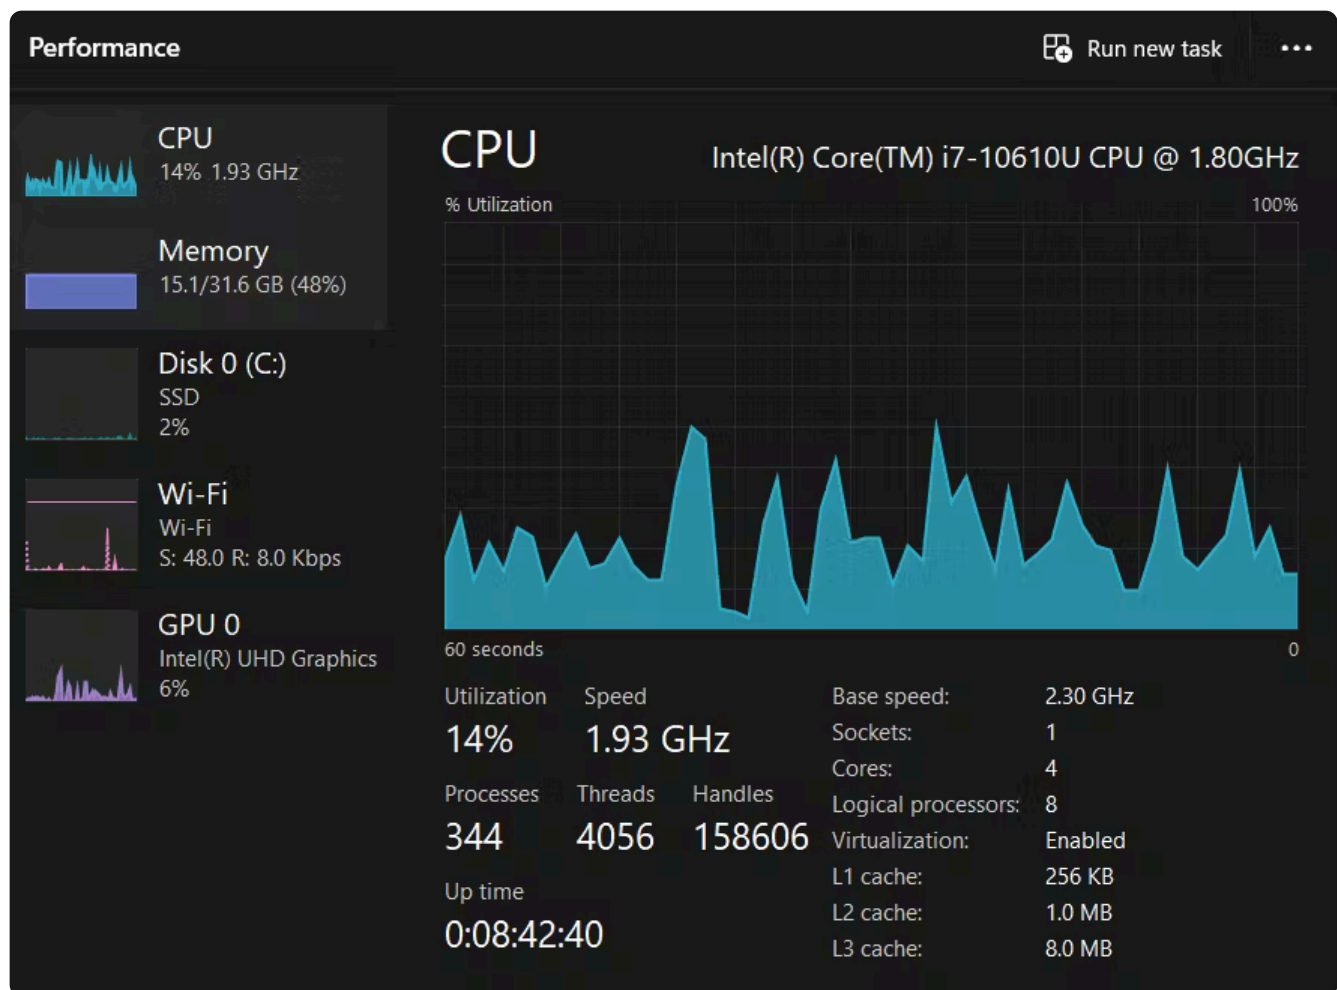 Performance
Run new task
CPU
14% 1.93 GHz
Memory
15.1/31.6 GB (48%)
Disk 0 (C:)
SSD
2%
Wi-Fi
Wi-Fi
S: 48.0 R: 8.0 Kbps
GPU 0
Intel(R) UHD Graphics
6%
CPU
Intel(R) Core(TM) i7-10610U CPU @ 1.80GHz
% Utilization
100%
60 seconds
0
Utilization
14%
Speed
1.93 GHz
Processes
344
Threads
4056
Handles
158606
Up time
0:08:42:40
Base speed: 2.30 GHz
Sockets: 1
Cores: 4
Logical processors: 8
Virtualization: Enabled
L1 cache: 256 KB
L2 cache: 1.0 MB
L3 cache: 8.0 MB